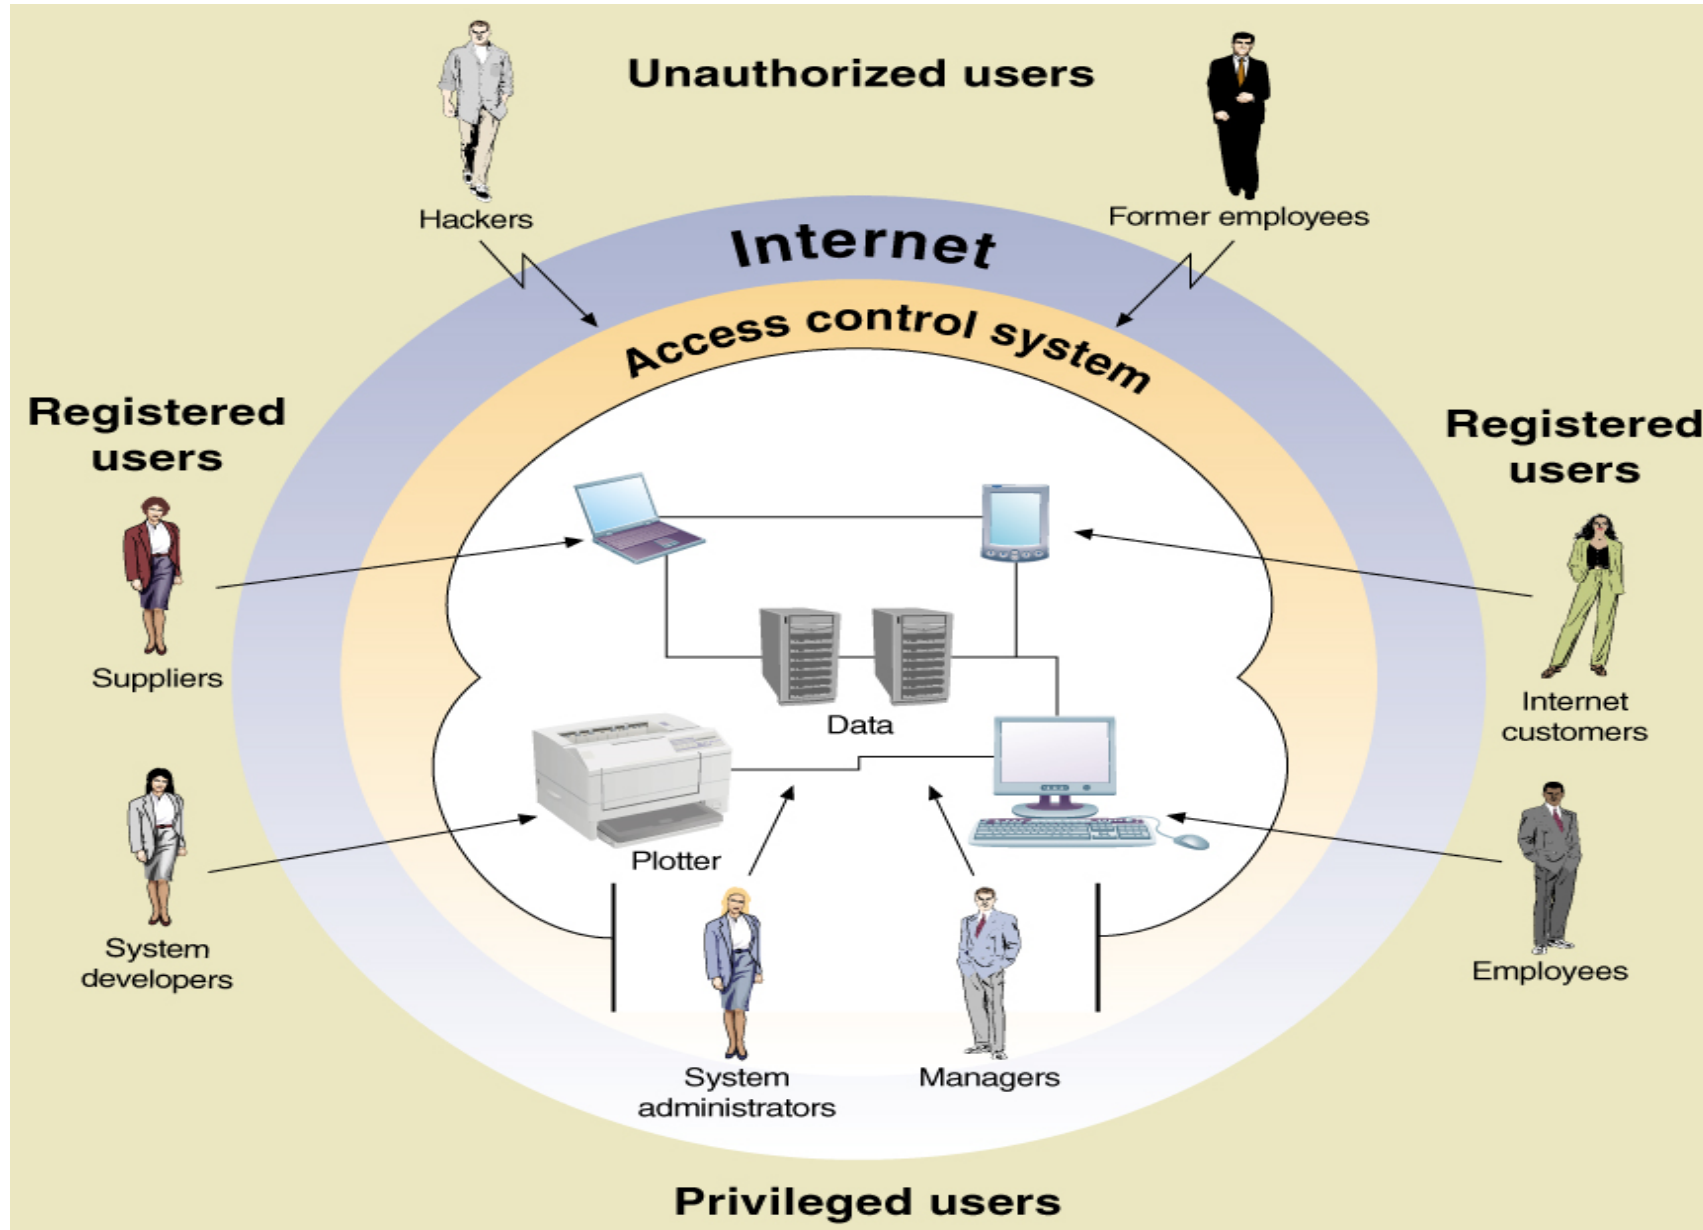 Unauthorized users
Hackers
Former employees
Internet
Access control system
Registered
users
Registered
users
Suppliers
Internet
customers
Data
Plotter
System
developers
Employees
System
administrators
Managers
Privileged users